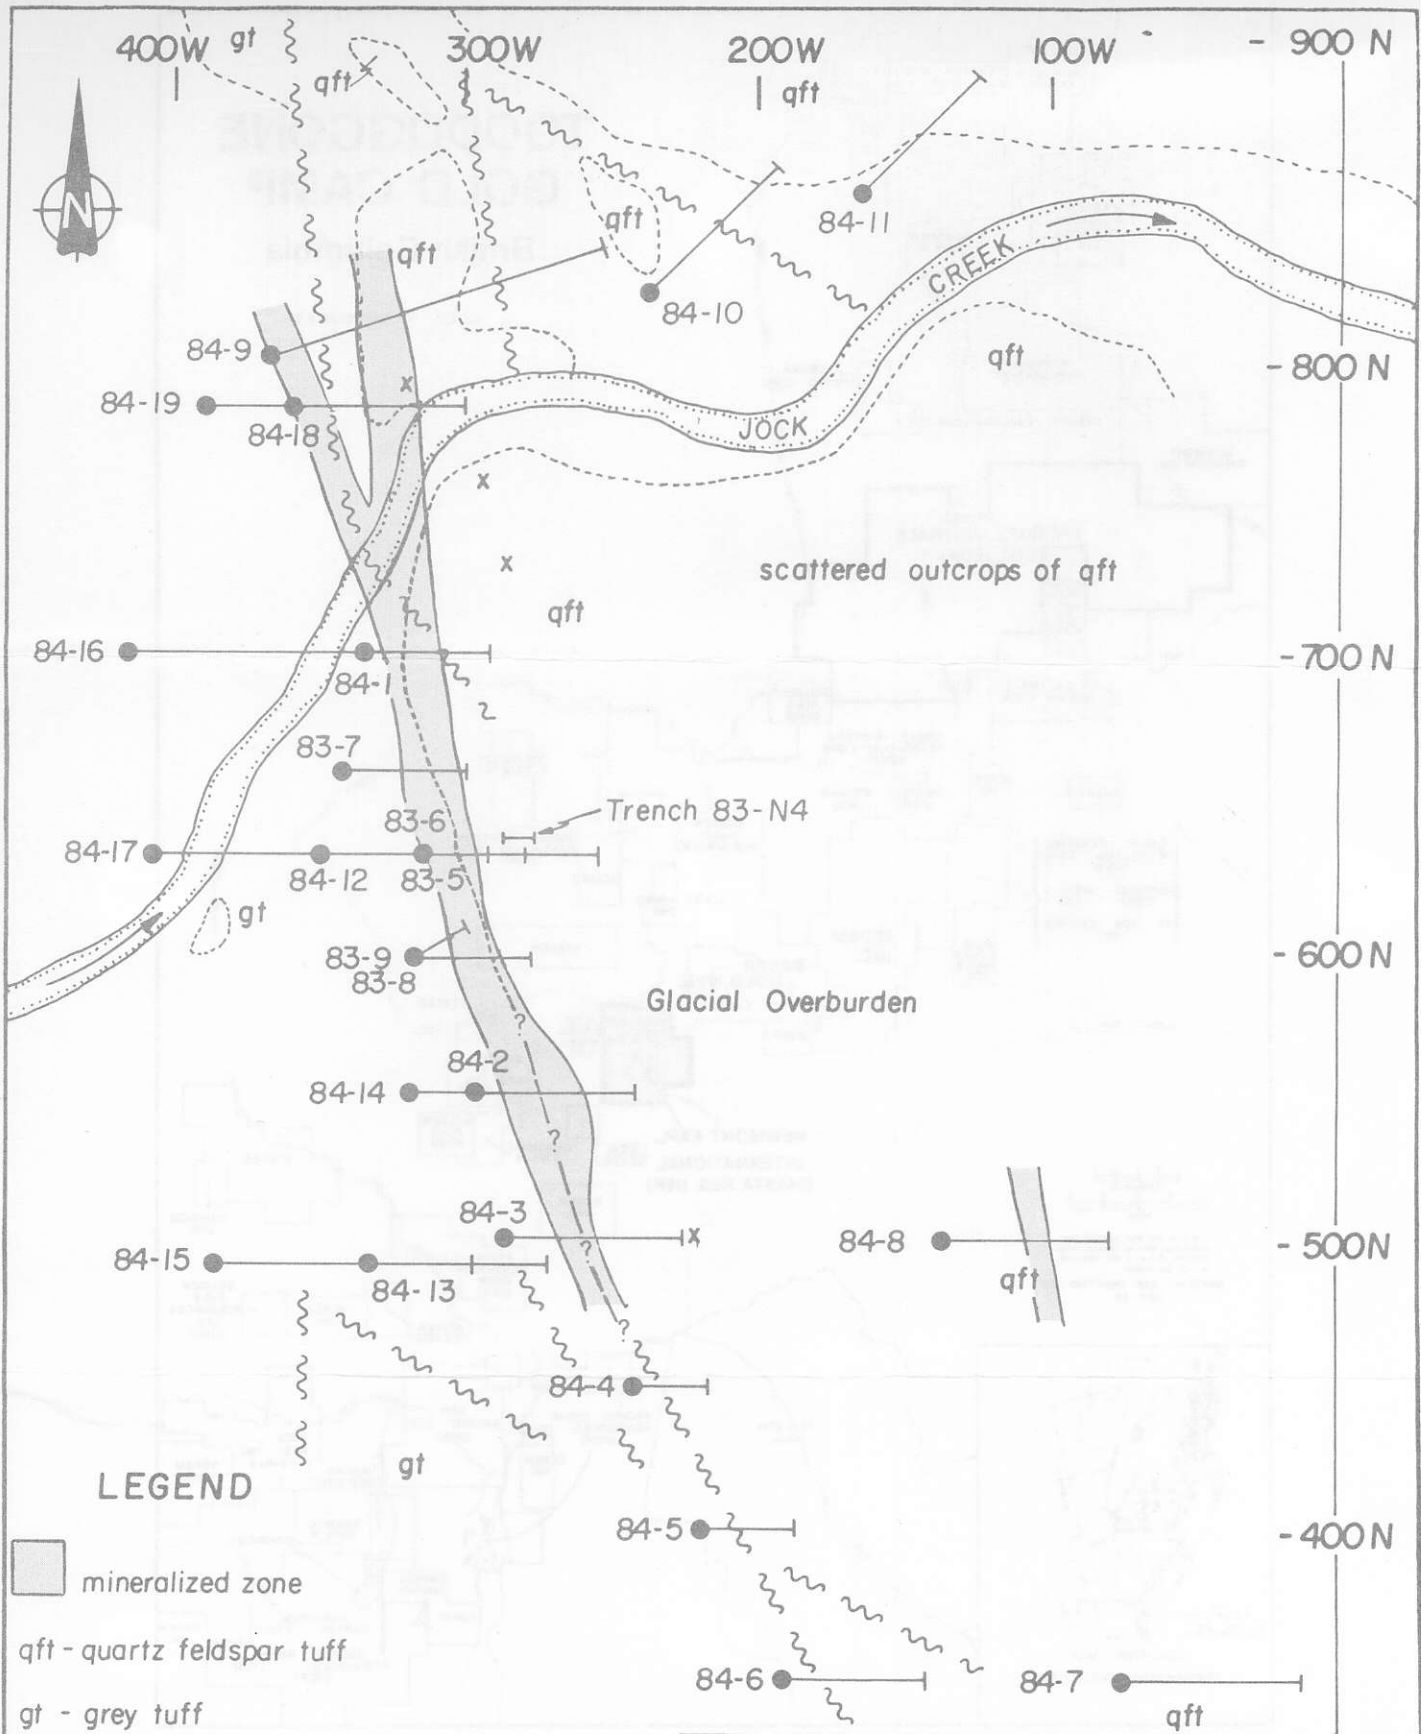 400W
gt
300W
200W
100W
- 900 N
qft
qft
N
84-11
qft
qft
84-10
CREEK
84-9
qft
- 800 N
84-19
84-18
JOCK
x
x
x
scattered outcrops of qft
qft
84-16
84-1
- 700 N
83-7
Trench 83-N4
83-6
84-17
84-12
83-5
gt
83-9
83-8
- 600 N
Glacial Overburden
?
84-2
84-14
?
84-3
x
84-8
- 500N
?
84-15
84-13
qft
?
84-4
gt
LEGEND
84-5
- 400N
mineralized zone
qft - quartz feldspar tuff
84-6
84-7
gt - grey tuff
qft